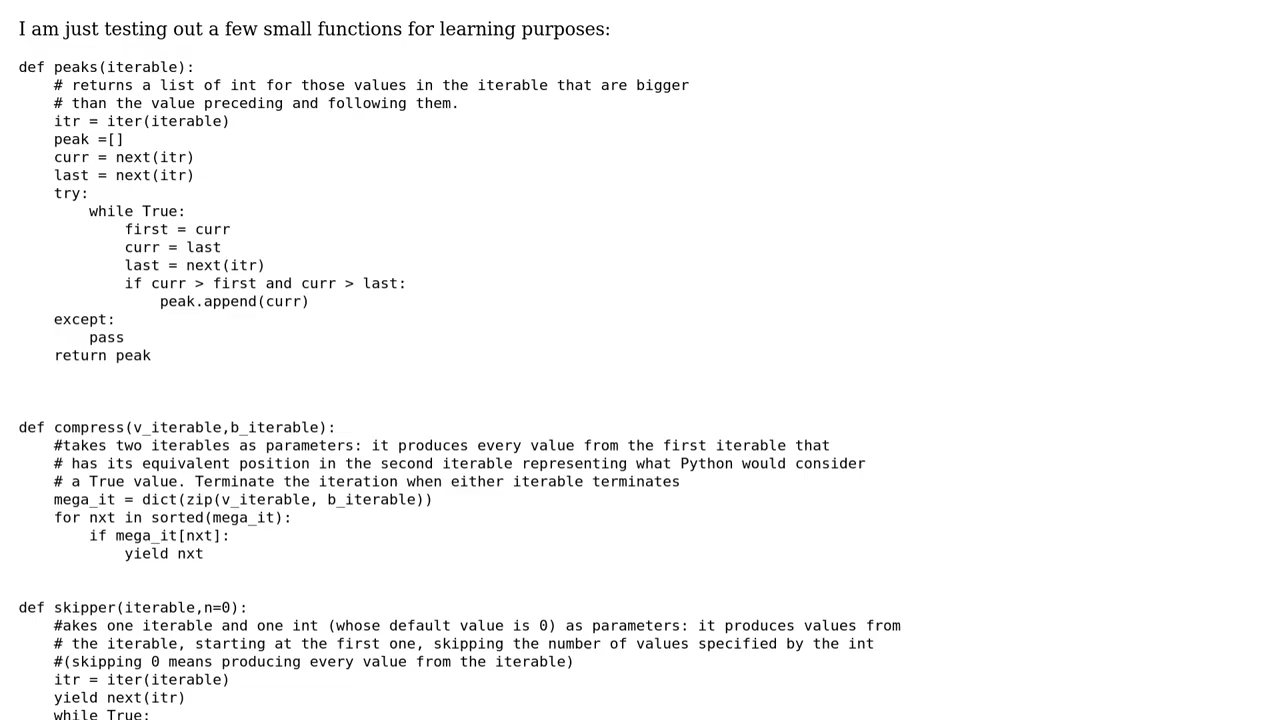 I am just testing out a few small functions for learning purposes:
def peaks(iterable):
    # returns a list of int for those values in the iterable that are bigger
    # than the value preceding and following them.
    itr = iter(iterable)
    peak =[]
    curr = next(itr)
    last = next(itr)
    try:
        while True:
            first = curr
            curr = last
            last = next(itr)
            if curr > first and curr > last:
                peak.append(curr)
    except:
        pass
    return peak
def compress(v_iterable,b_iterable):
    #takes two iterables as parameters: it produces every value from the first iterable that
    # has its equivalent position in the second iterable representing what Python would consider
    # a True value. Terminate the iteration when either iterable terminates
    mega_it = dict(zip(v_iterable, b_iterable))
    for nxt in sorted(mega_it):
        if mega_it[nxt]:
            yield nxt
def skipper(iterable,n=0):
    #akes one iterable and one int (whose default value is 0) as parameters: it produces values from
    # the iterable, starting at the first one, skipping the number of values specified by the int
    #(skipping 0 means producing every value from the iterable)
    itr = iter(iterable)
    yield next(itr)
    while True: